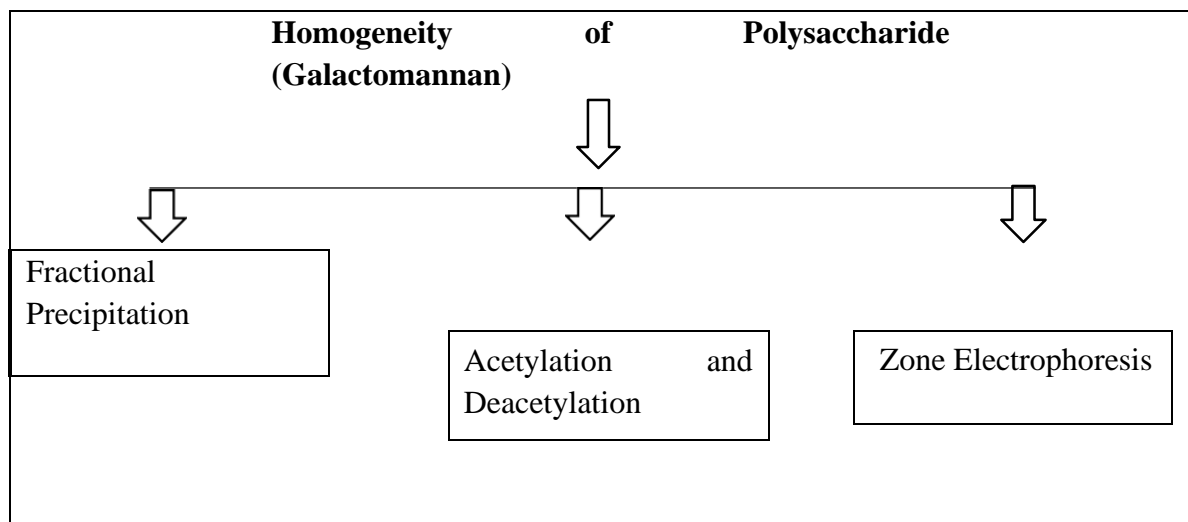 Homogeneity of Polysaccharide
(Galactomannan)
Fractional
Precipitation
Acetylation and
Deacetylation
Zone Electrophoresis